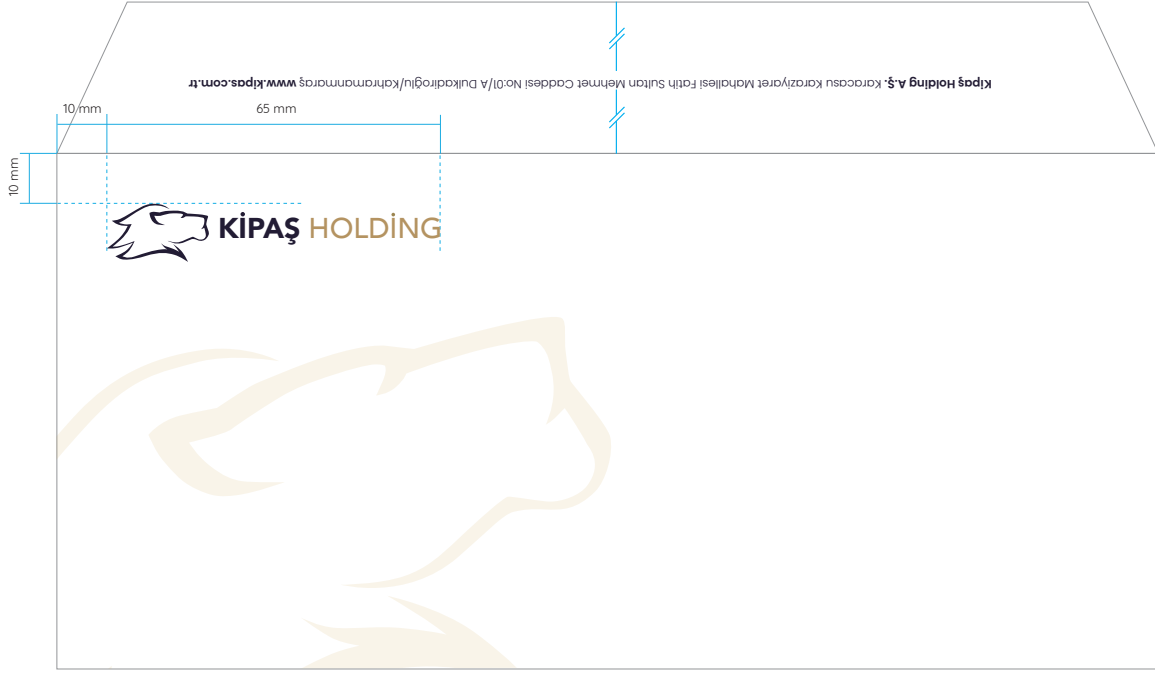 Kipaş Holding A.Ş. Karacasu Karaziyaret Mahallesi Fatih Sultan Mehmet Caddesi No:01/A Dulkadiroğlu/Kahramanmaraş www.kipas.com.tr
10 mm 65 mm
10 mm
KİPAŞ HOLDİNG